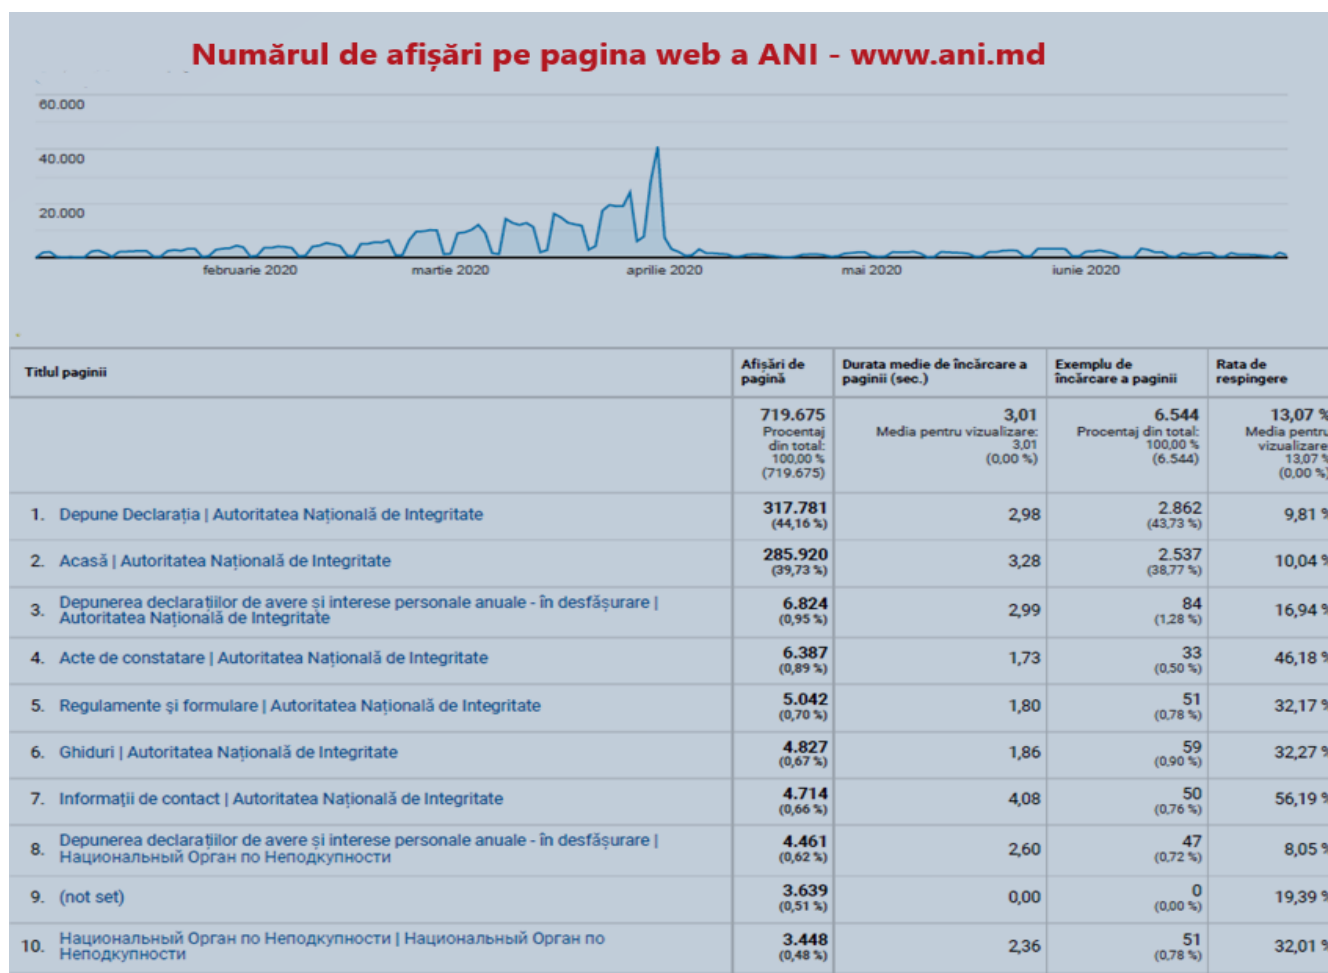 Numărul de afișări pe pagina web a ANI - www.ani.md
60.000
40.000
20.000
februarie 2020 martie 2020 aprilie 2020 mai 2020 iunie 2020
Titlul paginii
Afișări de
pagină
Durata medie de încărcare a
paginii (sec.)
Exemplu de
încărcare a paginii
Rata de
respingere
719.675
Procentaj
din total:
100,00 %
(719.675)
3,01
Media pentru vizualizare:
3,01
(0,00 %)
6.544
Procentaj din total:
100,00 %
(6.544)
13,07 %
Media pentru
vizualizare
13,07 %
(0,00 %)
1. Depune Declarația | Autoritatea Națională de Integritate
317.781
(44,16 %)
2,98
2.862
(43,73 %)
9,81 %
2. Acasă | Autoritatea Națională de Integritate
285.920
(39,73 %)
3,28
2.537
(38,77 %)
10,04 %
3. Depunerea declarațiilor de avere și interese personale anuale - în desfășurare |
Autoritatea Națională de Integritate
6.824
(0,95 %)
2,99
84
(1,28 %)
16,94 %
4. Acte de constatare | Autoritatea Națională de Integritate
6.387
(0,89 %)
1,73
33
(0,50 %)
46,18 %
5. Regulamente și formulare | Autoritatea Națională de Integritate
5.042
(0,70 %)
1,80
51
(0,78 %)
32,17 %
6. Ghiduri | Autoritatea Națională de Integritate
4.827
(0,67 %)
1,86
59
(0,90 %)
32,27 %
7. Informații de contact | Autoritatea Națională de Integritate
4.714
(0,66 %)
4,08
50
(0,76 %)
56,19 %
8. Depunerea declarațiilor de avere și interese personale anuale - în desfășurare |
Национальный Орган по Неподкупности
4.461
(0,62 %)
2,60
47
(0,72 %)
8,05 %
9. (not set)
3.639
(0,51 %)
0,00
0
(0,00 %)
19,39 %
10. Национальный Орган по Неподкупности | Национальный Орган по
Неподкупности
3.448
(0,48 %)
2,36
51
(0,78 %)
32,01 %